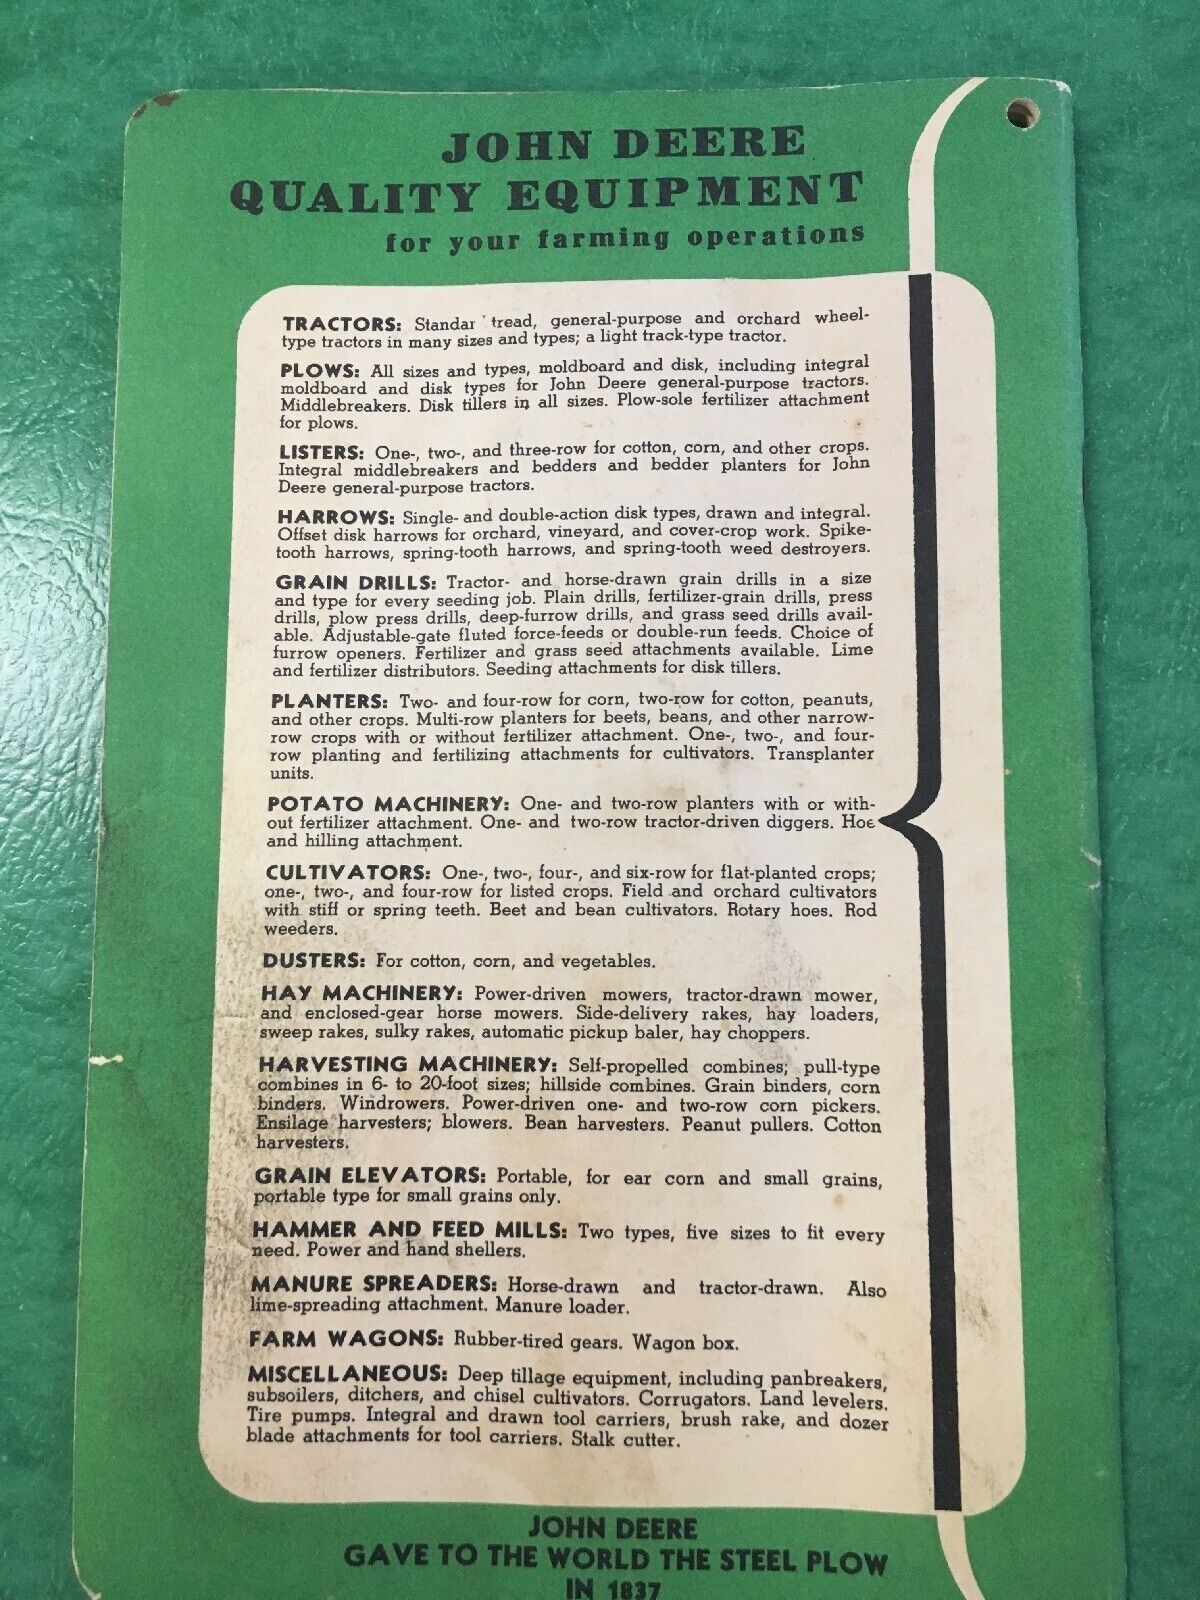 JOHN DEERE
QUALITY EQUIPMENT
for your farming operations
TRACTORS: Standar tread, general-purpose and orchard wheel-
type tractors in many sizes and types; a light track-type tractor.
PLOWS: All sizes and types, moldboard and disk, including integral
moldboard and disk types for John Deere general-purpose tractors.
Middlebreakers. Disk tillers in all sizes. Plow-sole fertilizer attachment
for plows.
LISTERS: One-, two-, and three-row for cotton, corn, and other crops.
Integral middlebreakers and bedders and bedder planters for John
Deere general-purpose tractors.
HARROWS: Single- and double-action disk types, drawn and integral.
Offset disk harrows for orchard, vineyard, and cover-crop work. Spike-
tooth harrows, spring-tooth harrows, and spring-tooth weed destroyers.
GRAIN DRILLS: Tractor- and horse-drawn grain drills in a size
and type for every seeding job. Plain drills, fertilizer-grain drills, press
drills, plow press drills, deep-furrow drills, and grass seed drills avail-
able. Adjustable-gate fluted force-feeds or double-run feeds. Choice of
furrow openers. Fertilizer and grass seed attachments available. Lime
and fertilizer distributors. Seeding attachments for disk tillers.
PLANTERS: Two- and four-row for corn, two-row for cotton, peanuts,
and other crops. Multi-row planters for beets, beans, and other narrow-
row crops with or without fertilizer attachment. One-, two-, and four-
row planting and fertilizing attachments for cultivators. Transplanter
units.
POTATO MACHINERY: One- and two-row planters with or with-
out fertilizer attachment. One- and two-row tractor-driven diggers. Hoe
and hilling attachment.
CULTIVATORS: One-, two-, four-, and six-row for flat-planted crops;
one-, two-, and four-row for listed crops. Field and orchard cultivators
with stiff or spring teeth. Beet and bean cultivators. Rotary hoes. Rod
weeders.
DUSTERS: For cotton, corn, and vegetables.
HAY MACHINERY: Power-driven mowers, tractor-drawn mower,
and enclosed-gear horse mowers. Side-delivery rakes, hay loaders,
sweep rakes, sulky rakes, automatic pickup baler, hay choppers.
HARVESTING MACHINERY: Self-propelled combines; pull-type
combines in 6- to 20-foot sizes; hillside combines. Grain binders, corn
binders. Windrowers. Power-driven one- and two-row corn pickers.
Ensilage harvesters; blowers. Bean harvesters. Peanut pullers. Cotton
harvesters.
GRAIN ELEVATORS: Portable, for ear corn and small grains,
portable type for small grains only.
HAMMER AND FEED MILLS: Two types, five sizes to fit every
need. Power and hand shellers.
MANURE SPREADERS: Horse-drawn and tractor-drawn. Also
lime-spreading attachment. Manure loader.
FARM WAGONS: Rubber-tired gears. Wagon box.
MISCELLANEOUS: Deep tillage equipment, including panbreakers,
subsoilers, ditchers, and chisel cultivators. Corrugators. Land levelers.
Tire pumps. Integral and drawn tool carriers, brush rake, and dozer
blade attachments for tool carriers. Stalk cutter.
JOHN DEERE
GAVE TO THE WORLD THE STEEL PLOW
IN 1837